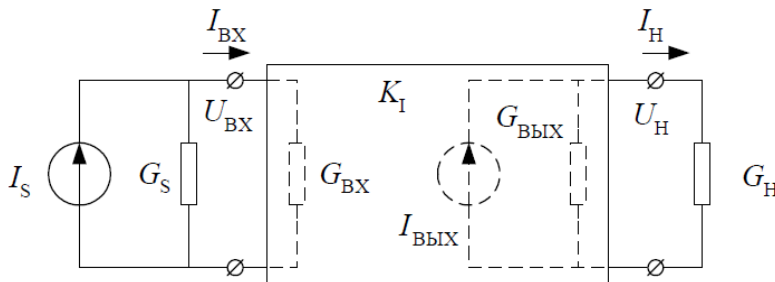 I_ВХ
I_Н
K_I
U_ВХ
G_ВЫХ
U_Н
I_S
G_S
G_ВХ
G_Н
I_ВЫХ